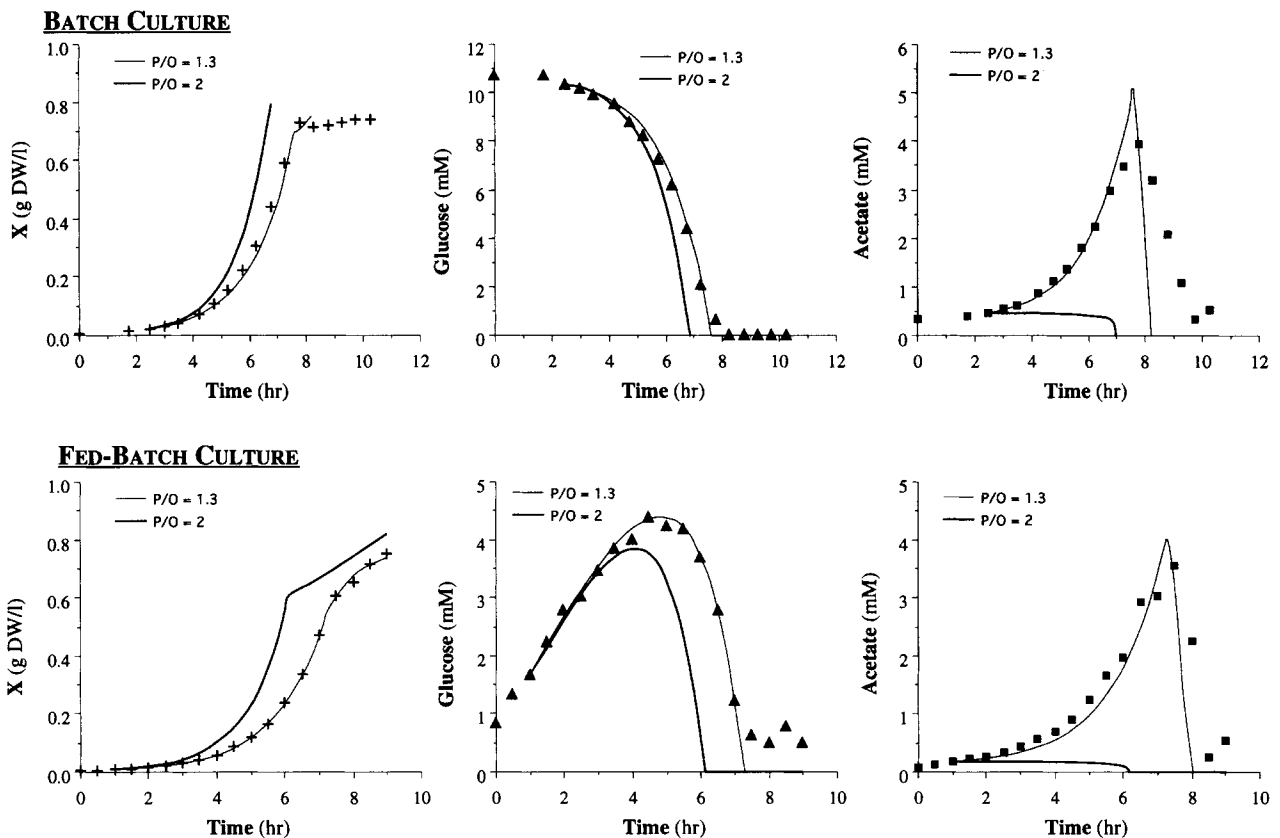 BATCH CULTURE
1.0
0.8
0.6
0.4
0.2
0.0
X (g DW/l)
P/O = 1.3
P/O = 2
0 2 4 6 8 10 12
Time (hr)
12
10
8
6
4
2
0
Glucose (mM)
P/O = 1.3
P/O = 2
0 2 4 6 8 10 12
Time (hr)
6
5
4
3
2
1
0
Acetate (mM)
P/O = 1.3
P/O = 2
0 2 4 6 8 10 12
Time (hr)
FED-BATCH CULTURE
1.0
0.8
0.6
0.4
0.2
0.0
X (g DW/l)
P/O = 1.3
P/O = 2
0 2 4 6 8 10
Time (hr)
5
4
3
2
1
0
Glucose (mM)
P/O = 1.3
P/O = 2
0 2 4 6 8 10
Time (hr)
5
4
3
2
1
0
Acetate (mM)
P/O = 1.3
P/O = 2
0 2 4 6 8 10
Time (hr)